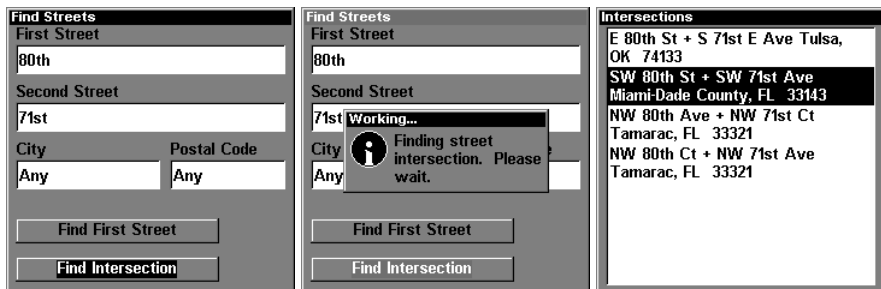 Find Streets
First Street
80th
Second Street
71st
City Postal Code
Any Any
Find First Street
Find Intersection
Find Streets
First Street
80th
Second Street
71st
Working...
Finding street
intersection. Please
wait.
City
Any
Find First Street
Find Intersection
Intersections
E 80th St + S 71st E Ave Tulsa,
OK 74133
SW 80th St + SW 71st Ave
Miami-Dade County, FL 33143
NW 80th Ave + NW 71st Ct
Tamarac, FL 33321
NW 80th Ct + NW 71st Ave
Tamarac, FL 33321